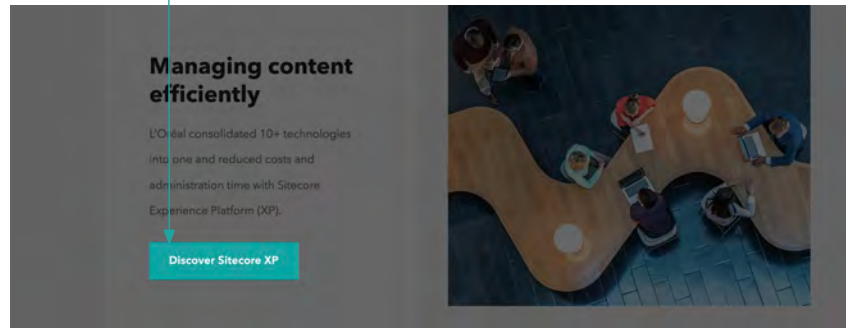 Managing content
efficiently
L'Oréal consolidated 10+ technologies
into one and reduced costs and
administration time with Sitecore
Experience Platform (XP).
Discover Sitecore XP